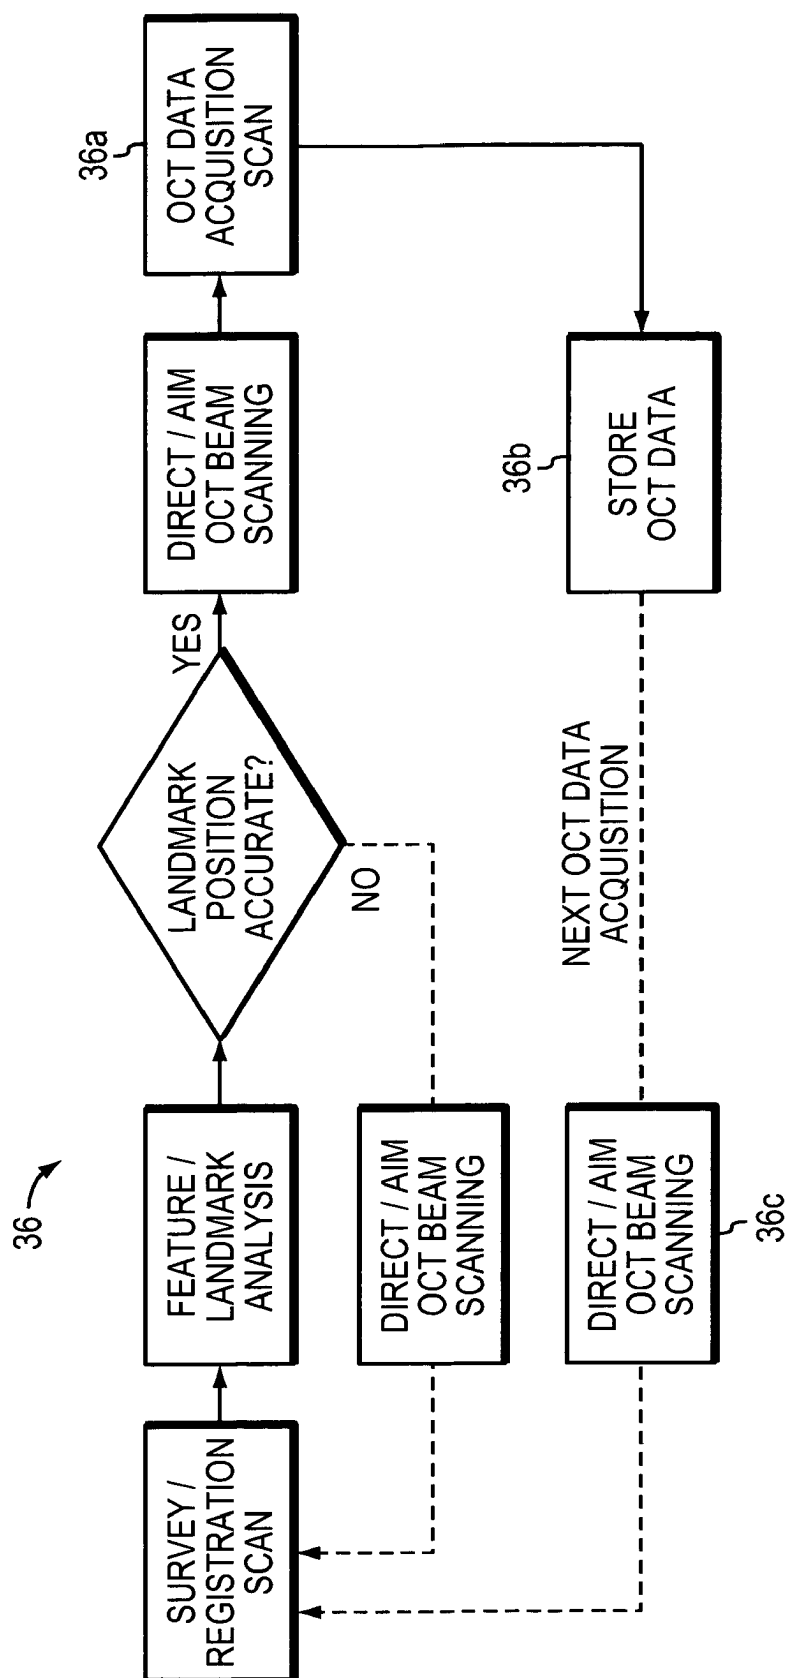 36
SURVEY /
REGISTRATION
SCAN
FEATURE /
LANDMARK
ANALYSIS
LANDMARK
POSITION
ACCURATE?
YES
NO
DIRECT / AIM
OCT BEAM
SCANNING
36a
OCT DATA
ACQUISITION
SCAN
DIRECT / AIM
OCT BEAM
SCANNING
36b
STORE
OCT DATA
NEXT OCT DATA
ACQUISITION
DIRECT / AIM
OCT BEAM
SCANNING
36c